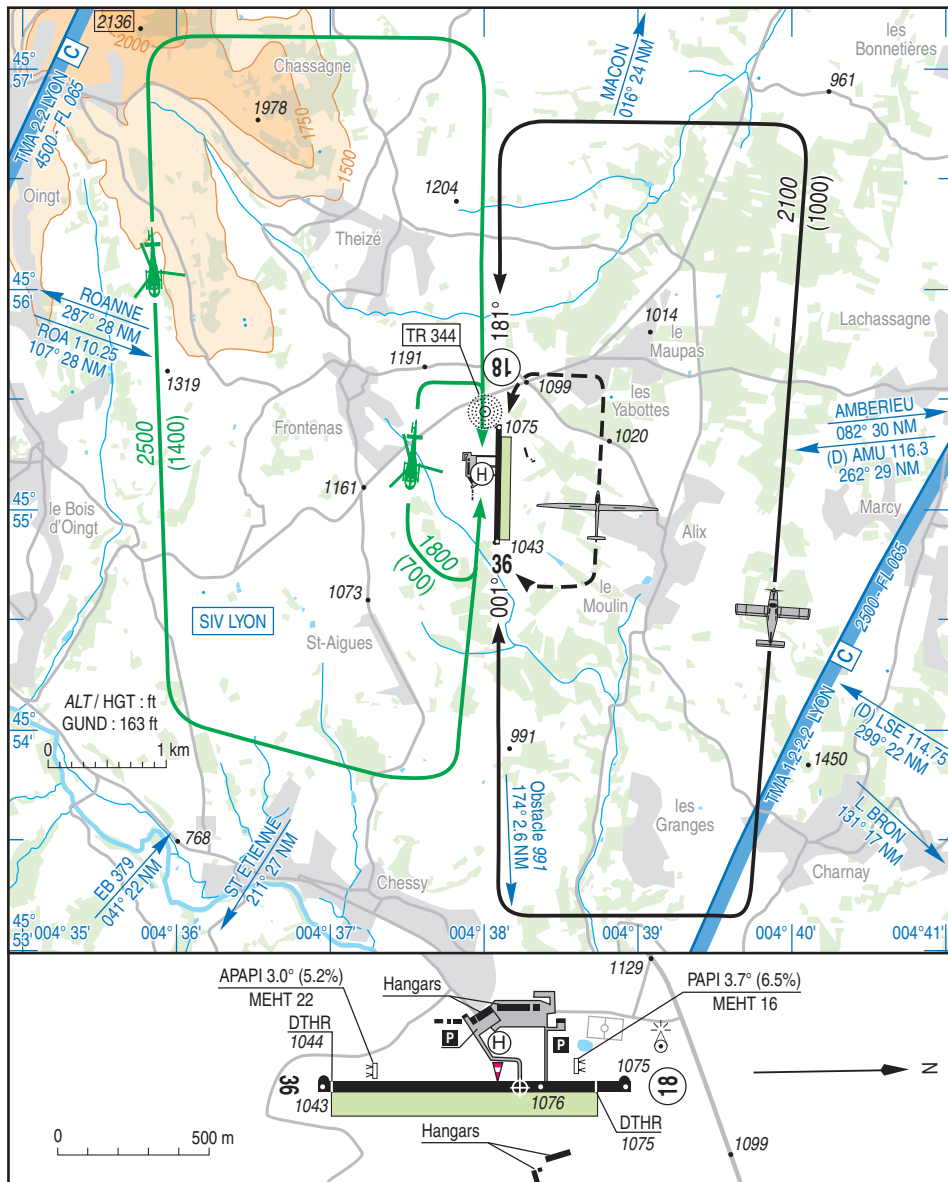 2136
2000
C
TMA 2.2 LYON
4500 - FL 065
45°
57'
Chassagne
1978
1750
1500
MACON
016° 24 NM
les
Bonnetières
961
Oingt
1204
Theizé
2100
(1000)
45°
56'
ROANNE
287° 28 NM
ROA 110.25
107° 28 NM
181°
TR 344
18
1014
le
Maupas
Lachassagne
1191
1319
1099
les
Yabottes
AMBERIEU
082° 30 NM
(D) AMU 116.3
262° 29 NM
2500
(1400)
Frontenas
1075
1020
H
1161
45°
55'
le Bois
d'Oingt
Marcy
Alix
1800
(700)
1043
36
001°
1073
le
Moulin
2500 - FL 065
SIV LYON
St-Aigues
C
ALT / HGT : ft
GUND : 163 ft
0 1 km
45°
54'
991
TMA 1.2-2.2 LYON
(D) LSE 114.75
299° 22 NM
1450
Obstacle 991
174° 2.6 NM
les
Granges
L. BRON
131° 17 NM
768
EB 379
041° 22 NM
ST ETIENNE
211° 27 NM
Chessy
Charnay
45°
53'
004° 35'
004° 36'
004° 37'
004° 38'
004° 39'
004° 40'
004° 41'
1129
APAPI 3.0° (5.2%)
MEHT 22
Hangars
PAPI 3.7° (6.5%)
MEHT 16
DTHR
1044
P
H
P
1075
36
18
N
1043
1076
DTHR
1075
0 500 m
Hangars
1099